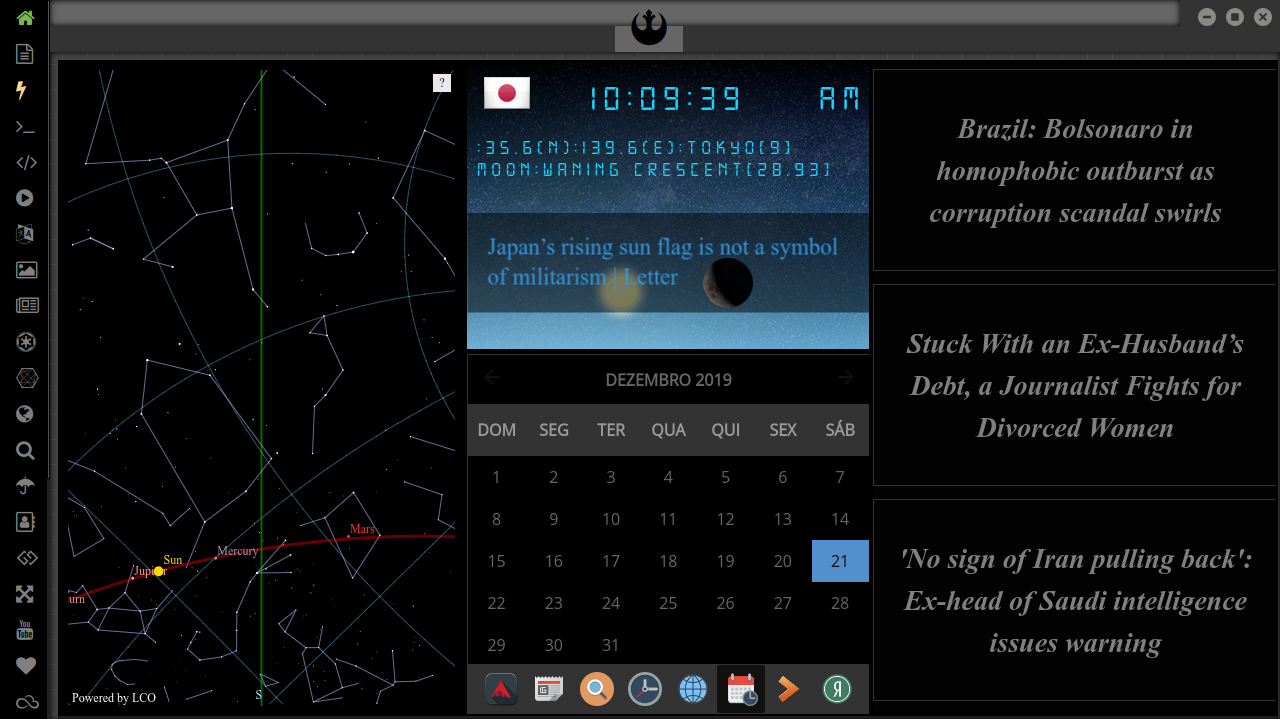 ?
Mars
Mercury
Sun
Jupiter
urn
S
Powered by LCO
10:09:39 AM
:35.6(N):139.6(E):TOKYO(9)
MOON:WANING CRESCENT(28.93)
Japan’s rising sun flag is not a symbol
of militarism | Letter
DEZEMBRO 2019
DOM SEG TER QUA QUI SEX SÁB
1 2 3 4 5 6 7
8 9 10 11 12 13 14
15 16 17 18 19 20 21
22 23 24 25 26 27 28
29 30 31
Brazil: Bolsonaro in
homophobic outburst as
corruption scandal swirls
Stuck With an Ex-Husband’s
Debt, a Journalist Fights for
Divorced Women
'No sign of Iran pulling back':
Ex-head of Saudi intelligence
issues warning
You
Tube